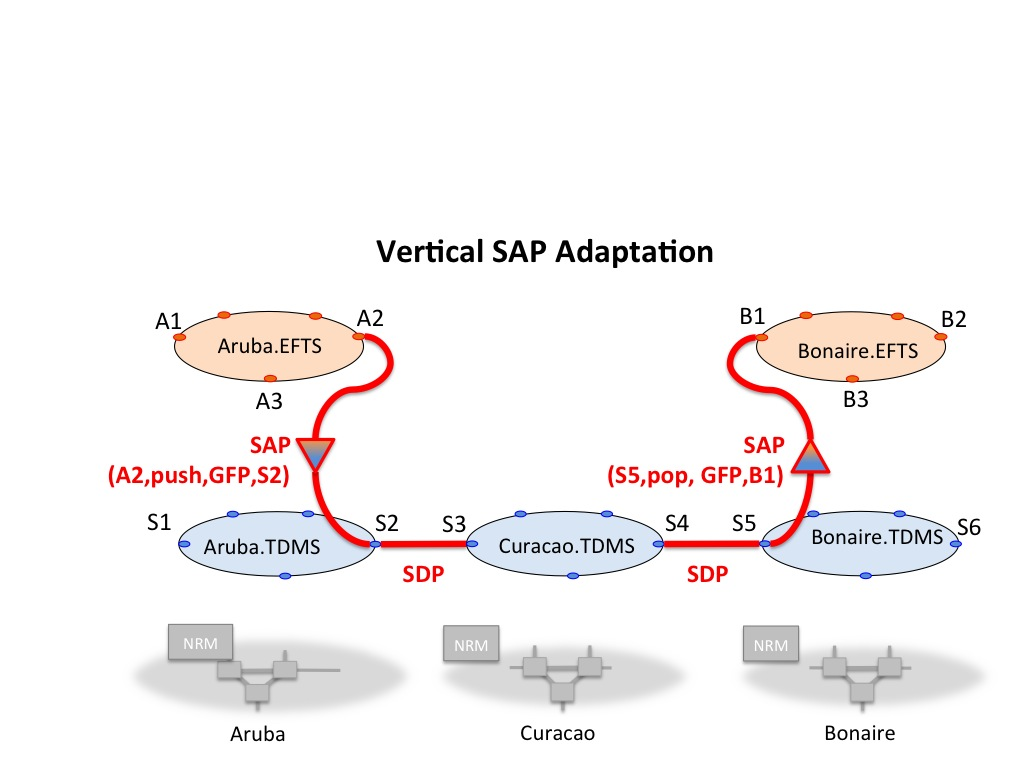 Vertical SAP Adaptation
A1
A2
Aruba.EFTS
A3
B1
B2
Bonaire.EFTS
B3
SAP
(A2,push,GFP,S2)
SAP
(S5,pop, GFP,B1)
S1
S2
Aruba.TDMS
S3
S4
Curacao.TDMS
S5
S6
Bonaire.TDMS
SDP
SDP
NRM
NRM
NRM
Aruba
Curacao
Bonaire